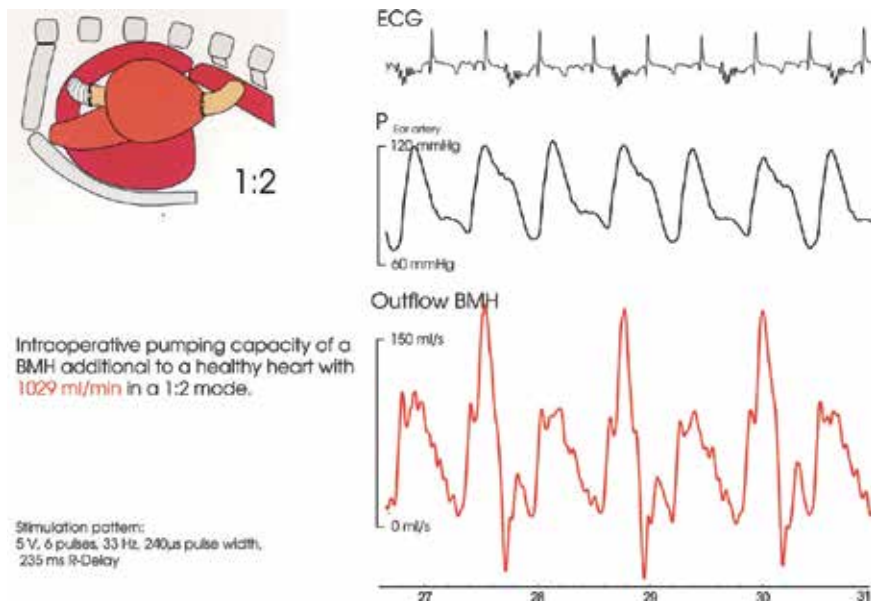 ECG
P
Ear artery
120 mmHg
1:2
60 mmHg
Outflow BMH
150 ml/s
Intraoperative pumping capacity of a
BMH additional to a healthy heart with
1029 ml/min in a 1:2 mode.
Stimulation pattern:
5 V, 6 pulses, 33 Hz, 240µs pulse width,
235 ms R-Delay
0 ml/s
27 28 29 30 31